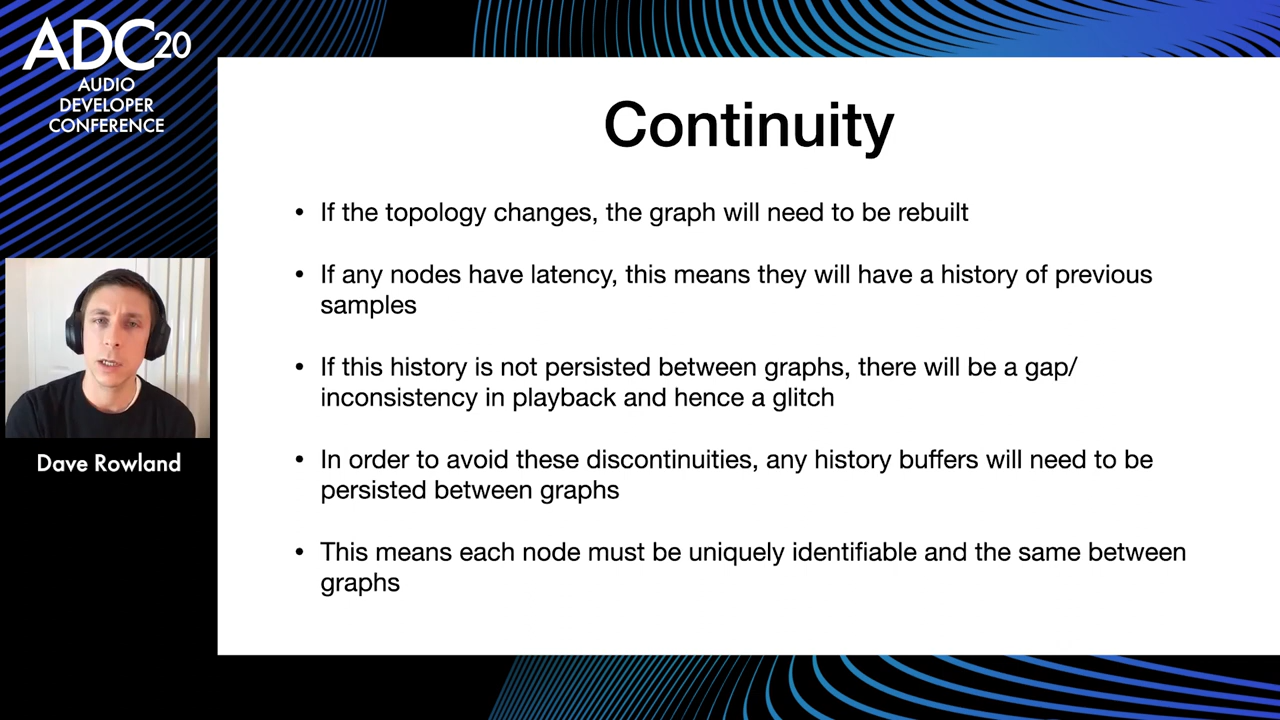 ADC20
AUDIO
DEVELOPER
CONFERENCE
Dave Rowland
Continuity
• If the topology changes, the graph will need to be rebuilt
• If any nodes have latency, this means they will have a history of previous
samples
• If this history is not persisted between graphs, there will be a gap/
inconsistency in playback and hence a glitch
• In order to avoid these discontinuities, any history buffers will need to be
persisted between graphs
• This means each node must be uniquely identifiable and the same between
graphs